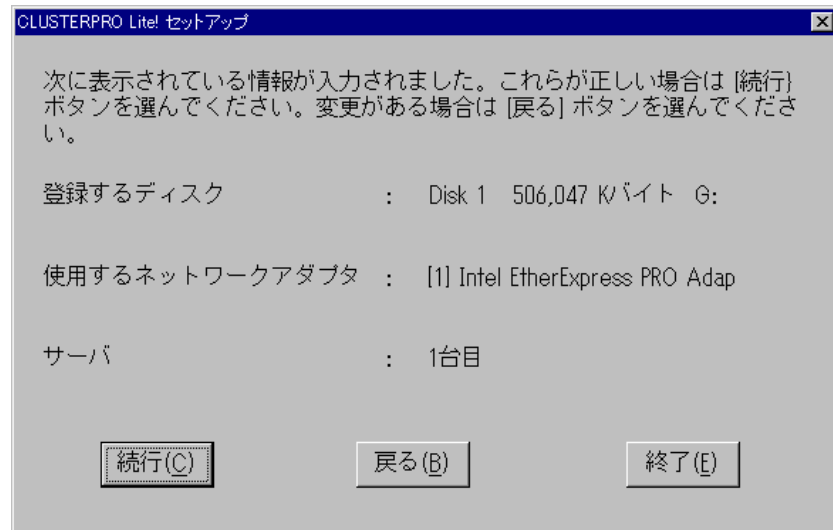 CLUSTERPRO Lite! セットアップ
次に表示されている情報が入力されました。これらが正しい場合は [続行}
ボタンを選んでください。変更がある場合は [戻る] ボタンを選んでくださ
い。
登録するディスク : Disk 1 506,047 Kバイト G:
使用するネットワークアダプタ : [1] Intel EtherExpress PRO Adap
サーバ : 1台目
続行(C) 戻る(B) 終了(E)